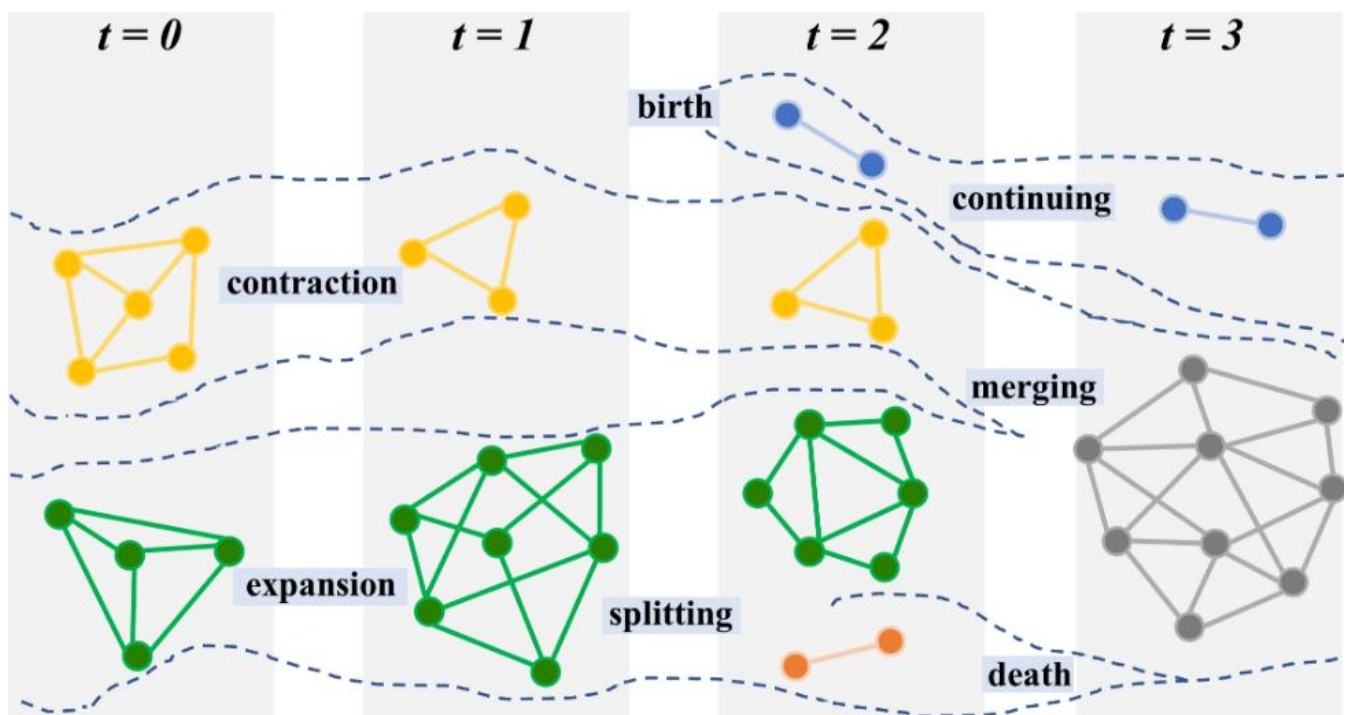 t = 0
t = 1
t = 2
t = 3
birth
continuing
contraction
merging
expansion
splitting
death